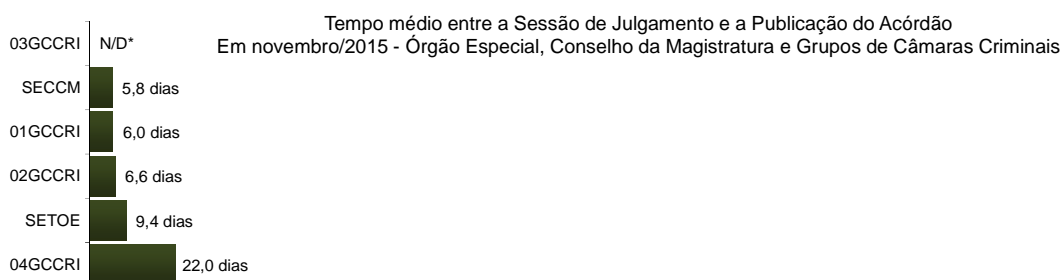 Tempo médio entre a Sessão de Julgamento e a Publicação do Acórdão
Em novembro/2015 - Órgão Especial, Conselho da Magistratura e Grupos de Câmaras Criminais
03GCCRI N/D*
SECCM 5,8 dias
01GCCRI 6,0 dias
02GCCRI 6,6 dias
SETOE 9,4 dias
04GCCRI 22,0 dias